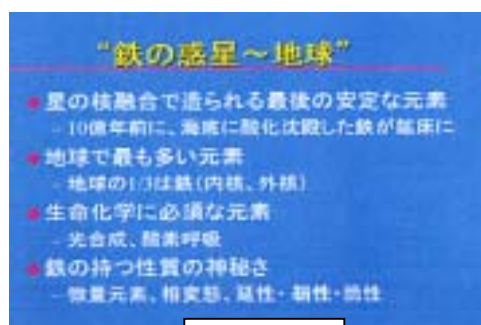 “鉄の惑星～地球”
● 星の核融合で造られる最後の安定な元素
– 10億年前に、海底に酸化沈殿した鉄が鉱床に
● 地球で最も多い元素
– 地球の1/3は鉄（内核、外核）
● 生命化学に必須な元素
– 光合成、酸素呼吸
● 鉄の持つ性質の神秘さ
– 微量元素、相変態、延性・靭性・脆性